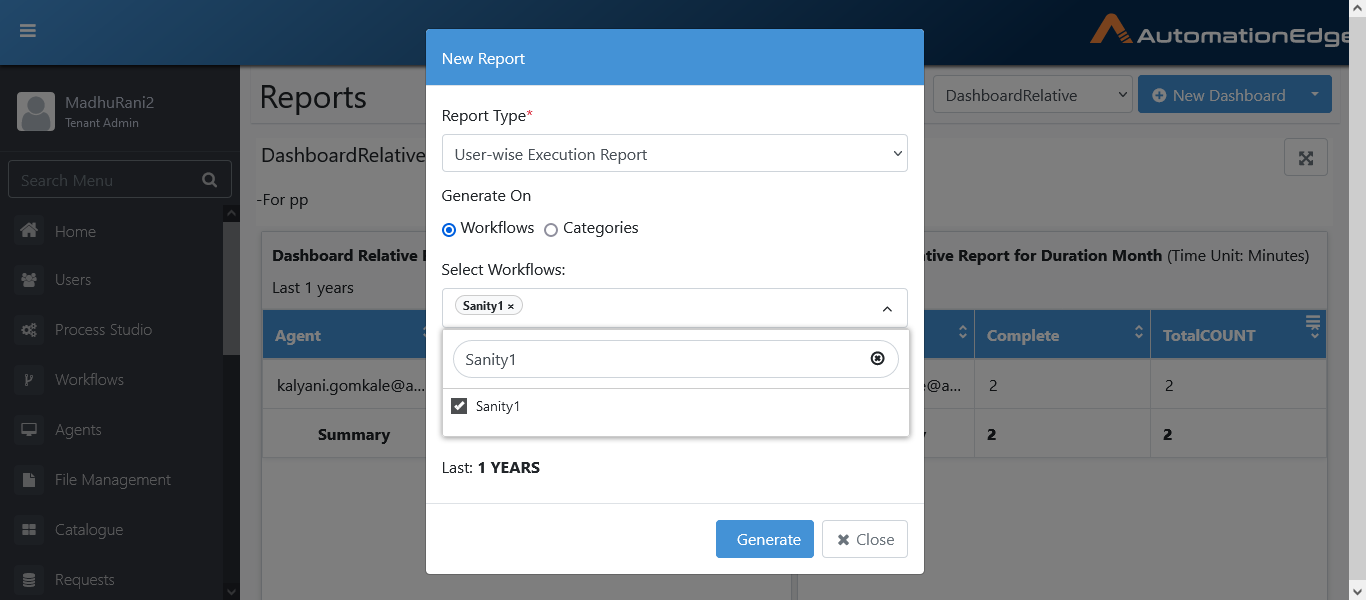 AutomationEdge
MadhuRani2
Tenant Admin
Search Menu
Home
Users
Process Studio
Workflows
Agents
File Management
Catalogue
Requests
Reports
DashboardRelative
New Dashboard
DashboardRelative
-For pp
Dashboard Relative
Last 1 years
Agent
kalyani.gomkale@a...
Summary
tive Report for Duration Month (Time Unit: Minutes)
Complete
TotalCOUNT
e@a...
2
2
2
2
New Report
Report Type*
User-wise Execution Report
Generate On
Workflows
Categories
Select Workflows:
Sanity1 ×
Sanity1
Sanity1
Last: 1 YEARS
Generate
Close